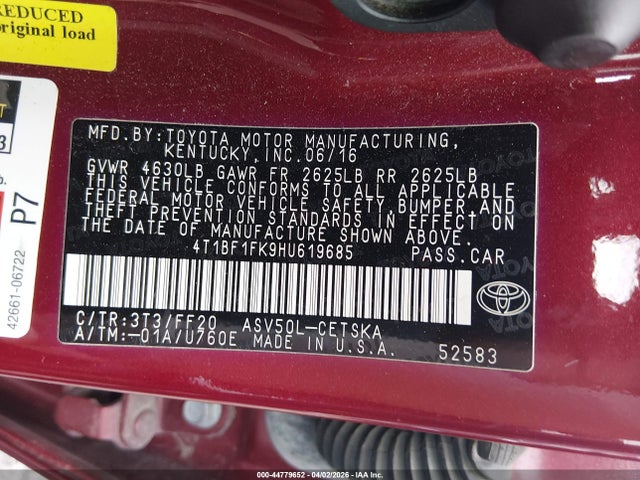 REDUCED
original load
3
p.
P7
42661-06722
MFD.BY:TOYOTA MOTOR MANUFACTURING,
KENTUCKY,INC.06/16
GVWR 4630LB GAWR FR 2625LB RR 2625LB
THIS VEHICLE CONFORMS TO ALL APPLICABLE
FEDERAL MOTOR VEHICLE SAFETY,BUMPER,AND
THEFT PREVENTION STANDARDS IN EFFECT ON
THE DATE OF MANUFACTURE SHOWN ABOVE.
4T1BF1FK9HU619685 PASS.CAR
C/TR:3T3/FF20 ASV50L-CETSKA
A/TM:-01A/U760E MADE IN U.S.A. 52583
000-44779652 - 04/02/2026 - IAA Inc.